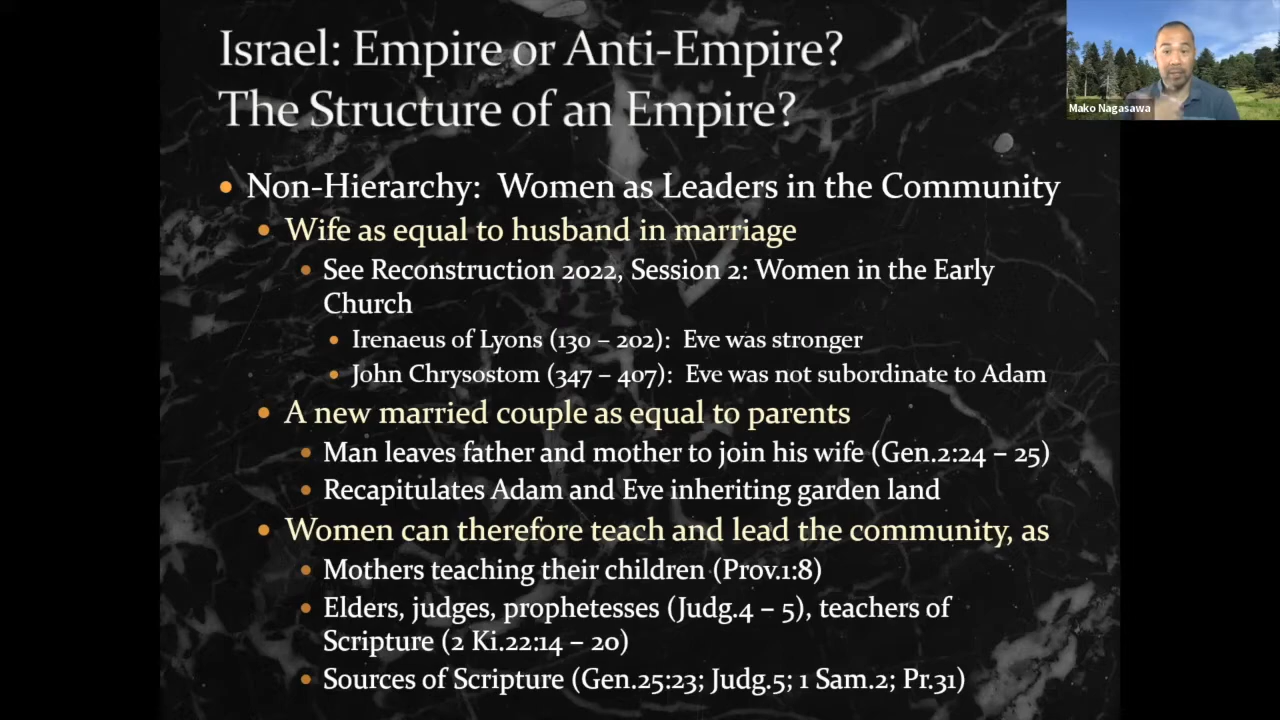 Israel: Empire or Anti-Empire?
The Structure of an Empire?
Mako Nagasawa
• Non-Hierarchy: Women as Leaders in the Community
• Wife as equal to husband in marriage
• See Reconstruction 2022, Session 2: Women in the Early
Church
• Irenaeus of Lyons (130 – 202): Eve was stronger
• John Chrysostom (347 – 407): Eve was not subordinate to Adam
• A new married couple as equal to parents
• Man leaves father and mother to join his wife (Gen.2:24 – 25)
• Recapitulates Adam and Eve inheriting garden land
• Women can therefore teach and lead the community, as
• Mothers teaching their children (Prov.1:8)
• Elders, judges, prophetesses (Judg.4 – 5), teachers of
Scripture (2 Ki.22:14 – 20)
• Sources of Scripture (Gen.25:23; Judg.5; 1 Sam.2; Pr.31)